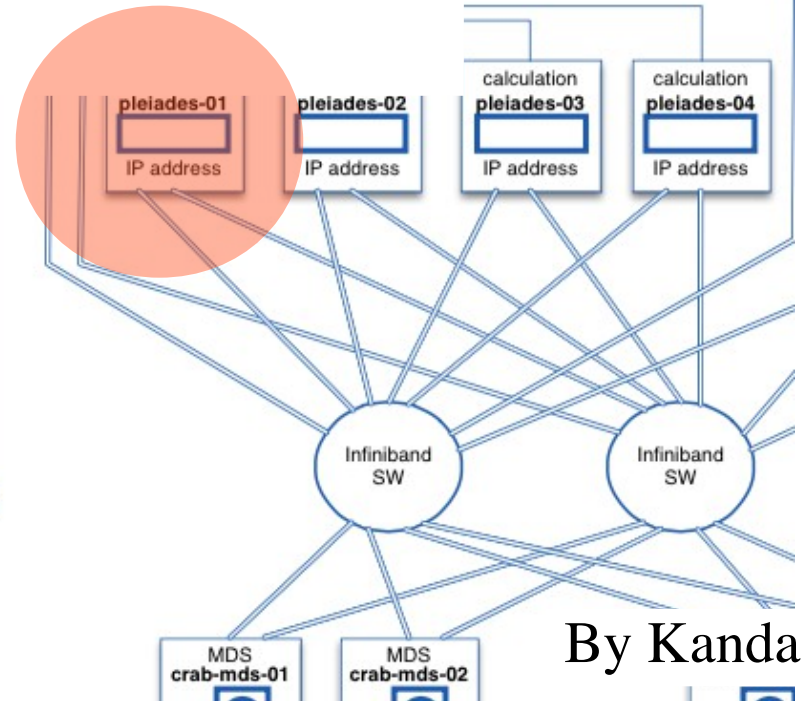 calculation
calculation
pleiades-01
pleiades-02
pleiades-03
pleiades-04
IP address
IP address
IP address
IP address
Infiniband
SW
Infiniband
SW
By Kanda
MDS
crab-mds-01
MDS
crab-mds-02